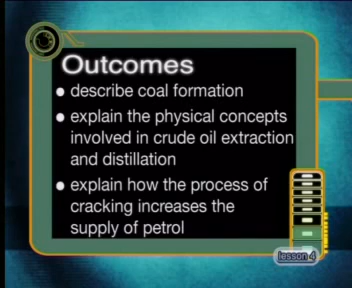 Outcomes
• describe coal formation
• explain the physical concepts
involved in crude oil extraction
and distillation
• explain how the process of
cracking increases the
supply of petrol
lesson 4